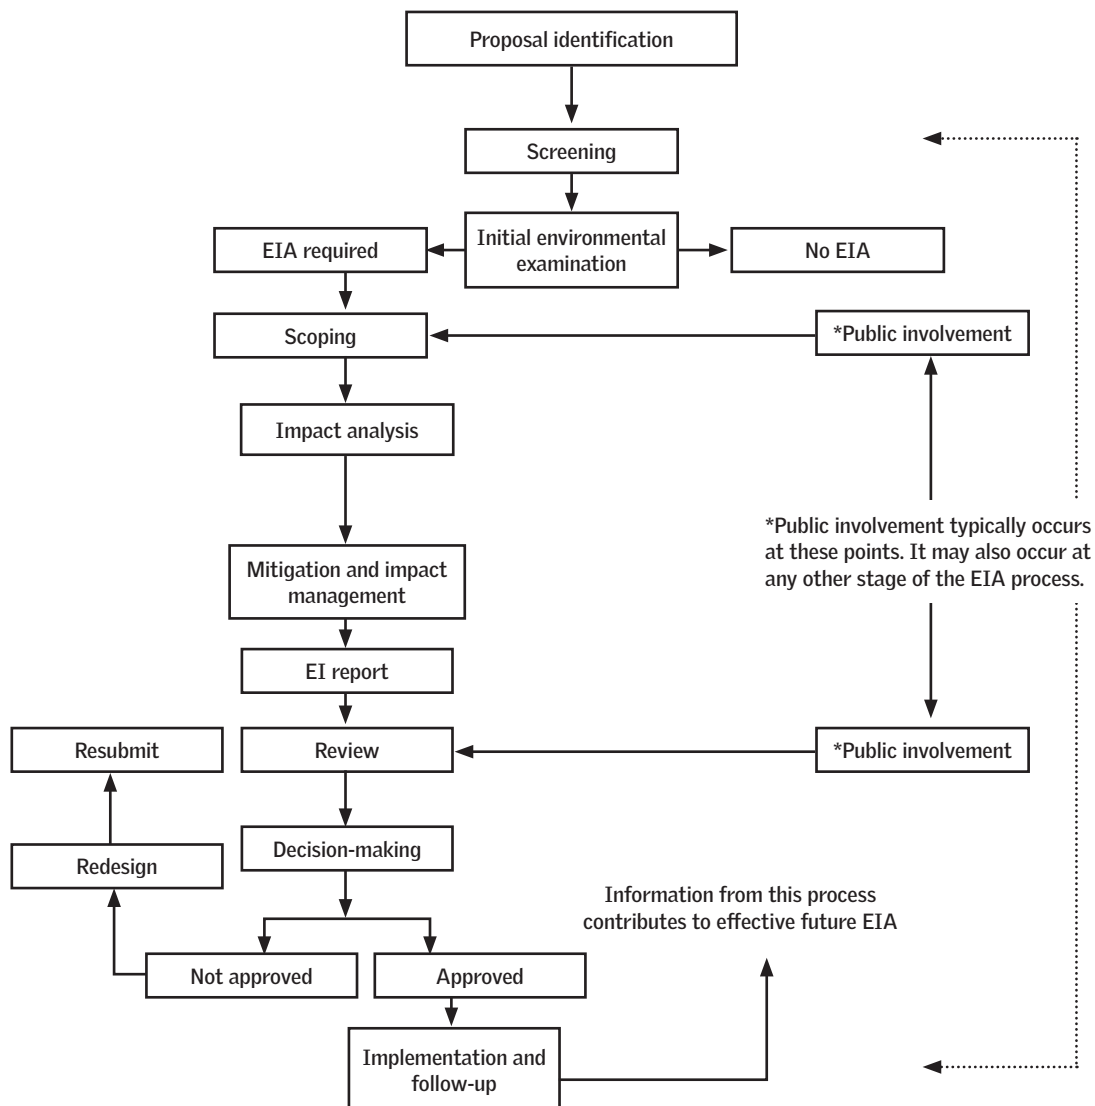 Proposal identification
Screening
Initial environmental
examination
EIA required
No EIA
Scoping
*Public involvement
Impact analysis
*Public involvement typically occurs
at these points. It may also occur at
any other stage of the EIA process.
Mitigation and impact
management
EI report
Resubmit
Review
*Public involvement
Decision-making
Redesign
Information from this process
contributes to effective future EIA
Not approved
Approved
Implementation and
follow-up